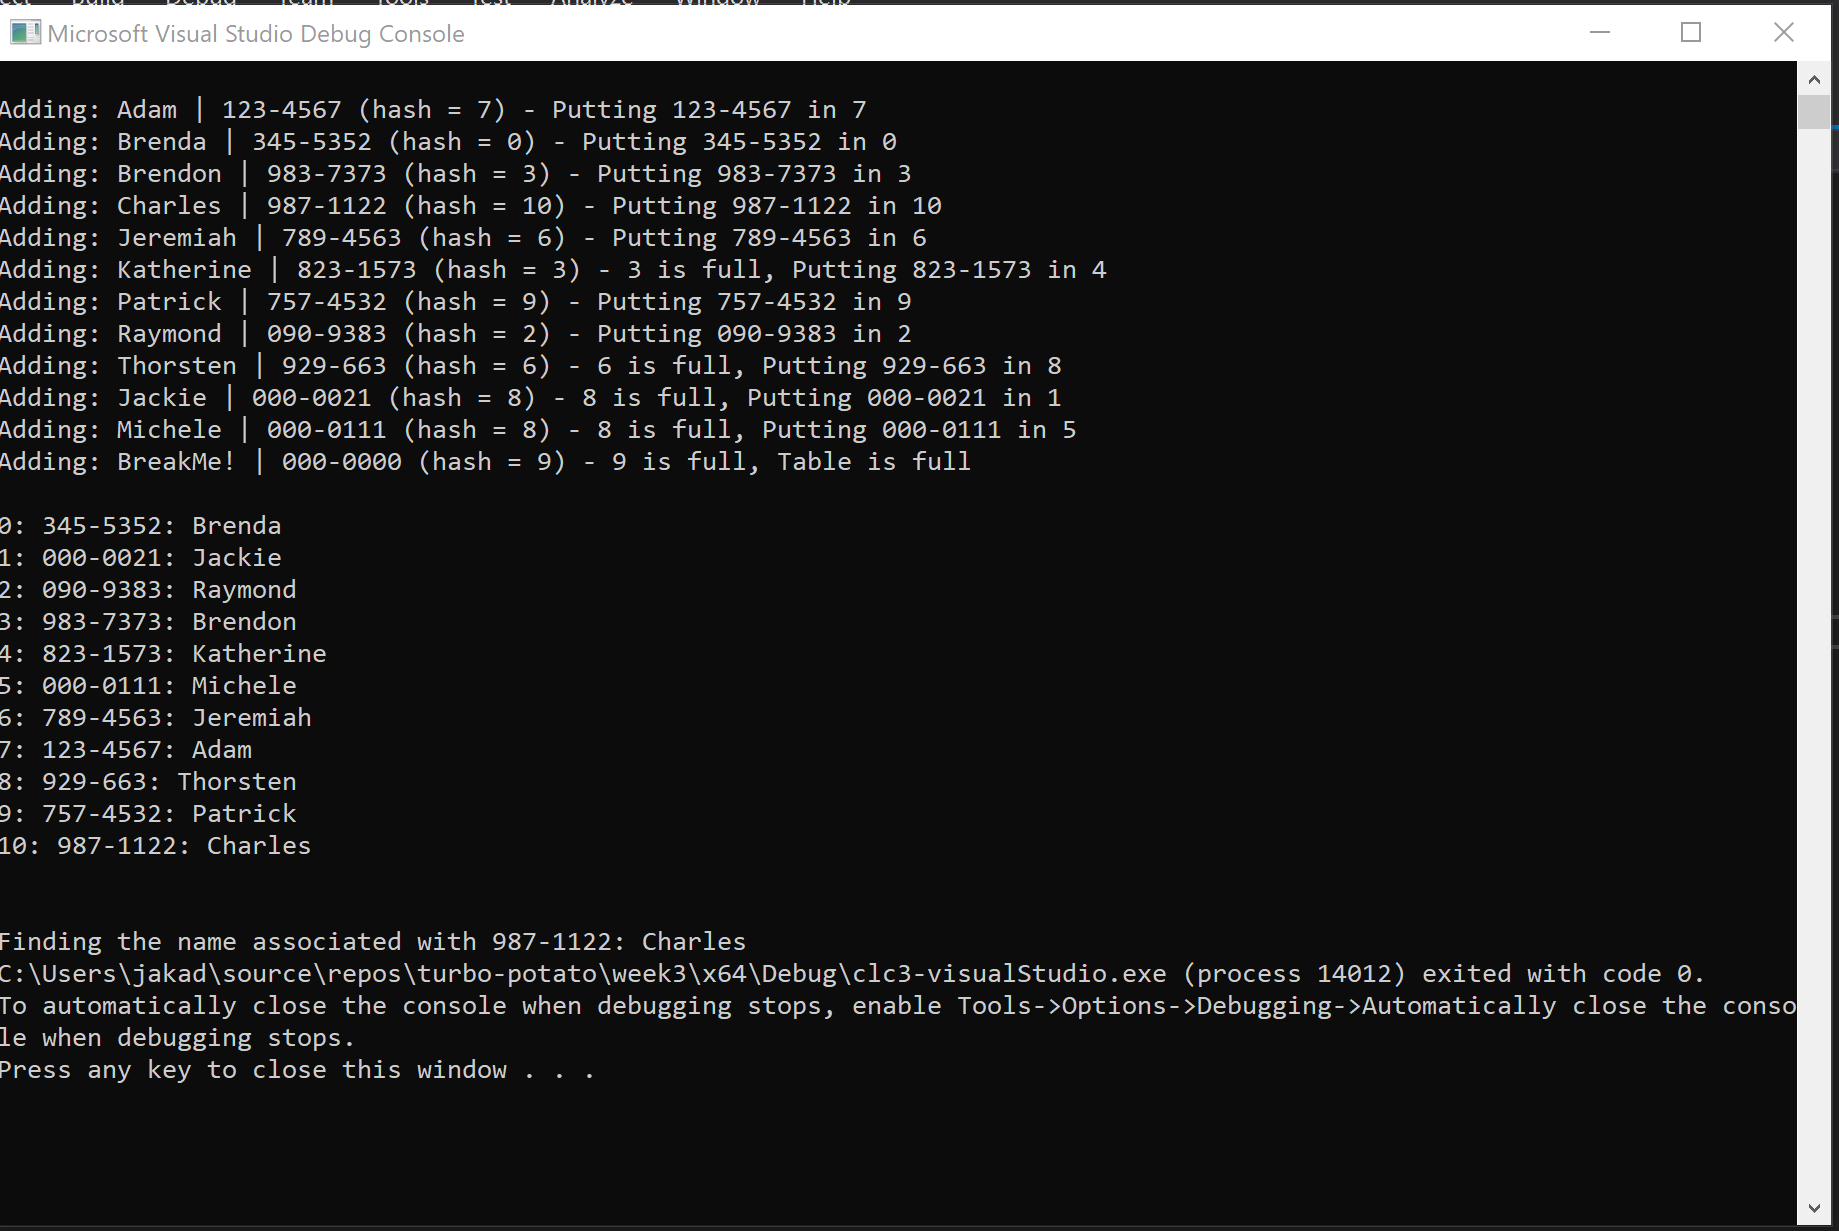 Build Debug Team Tools Test Analyze Window Help
Microsoft Visual Studio Debug Console
Adding: Adam | 123-4567 (hash = 7) - Putting 123-4567 in 7
Adding: Brenda | 345-5352 (hash = 0) - Putting 345-5352 in 0
Adding: Brendon | 983-7373 (hash = 3) - Putting 983-7373 in 3
Adding: Charles | 987-1122 (hash = 10) - Putting 987-1122 in 10
Adding: Jeremiah | 789-4563 (hash = 6) - Putting 789-4563 in 6
Adding: Katherine | 823-1573 (hash = 3) - 3 is full, Putting 823-1573 in 4
Adding: Patrick | 757-4532 (hash = 9) - Putting 757-4532 in 9
Adding: Raymond | 090-9383 (hash = 2) - Putting 090-9383 in 2
Adding: Thorsten | 929-663 (hash = 6) - 6 is full, Putting 929-663 in 8
Adding: Jackie | 000-0021 (hash = 8) - 8 is full, Putting 000-0021 in 1
Adding: Michele | 000-0111 (hash = 8) - 8 is full, Putting 000-0111 in 5
Adding: BreakMe! | 000-0000 (hash = 9) - 9 is full, Table is full
0: 345-5352: Brenda
1: 000-0021: Jackie
2: 090-9383: Raymond
3: 983-7373: Brendon
4: 823-1573: Katherine
5: 000-0111: Michele
6: 789-4563: Jeremiah
7: 123-4567: Adam
8: 929-663: Thorsten
9: 757-4532: Patrick
10: 987-1122: Charles
Finding the name associated with 987-1122: Charles
C:\Users\jakad\source\repos\turbo-potato\week3\x64\Debug\clc3-visualStudio.exe (process 14012) exited with code 0.
To automatically close the console when debugging stops, enable Tools->Options->Debugging->Automatically close the conso
le when debugging stops.
Press any key to close this window . . .